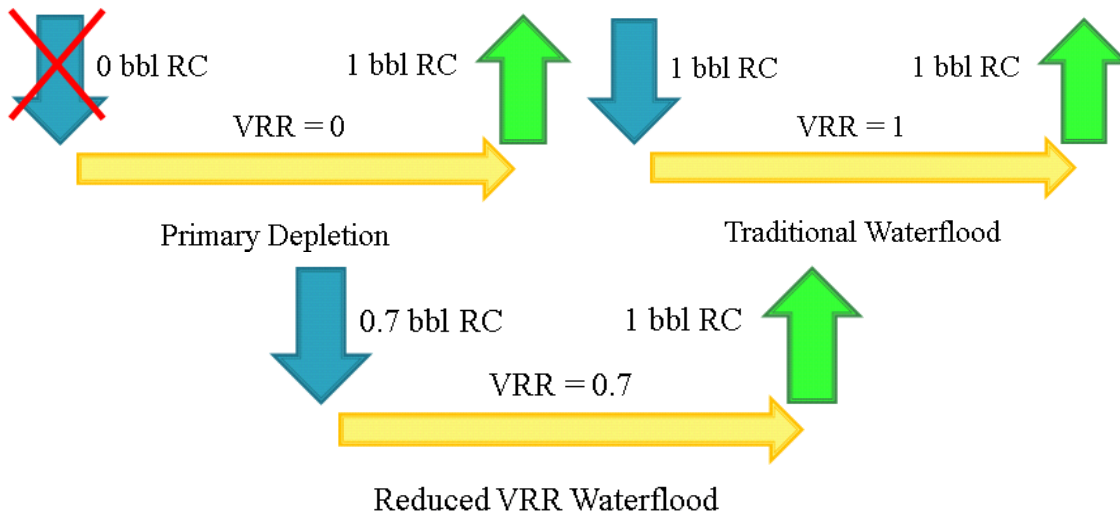 0 bbl RC
1 bbl RC
VRR = 0
Primary Depletion
1 bbl RC
1 bbl RC
VRR = 1
Traditional Waterflood
0.7 bbl RC
1 bbl RC
VRR = 0.7
Reduced VRR Waterflood